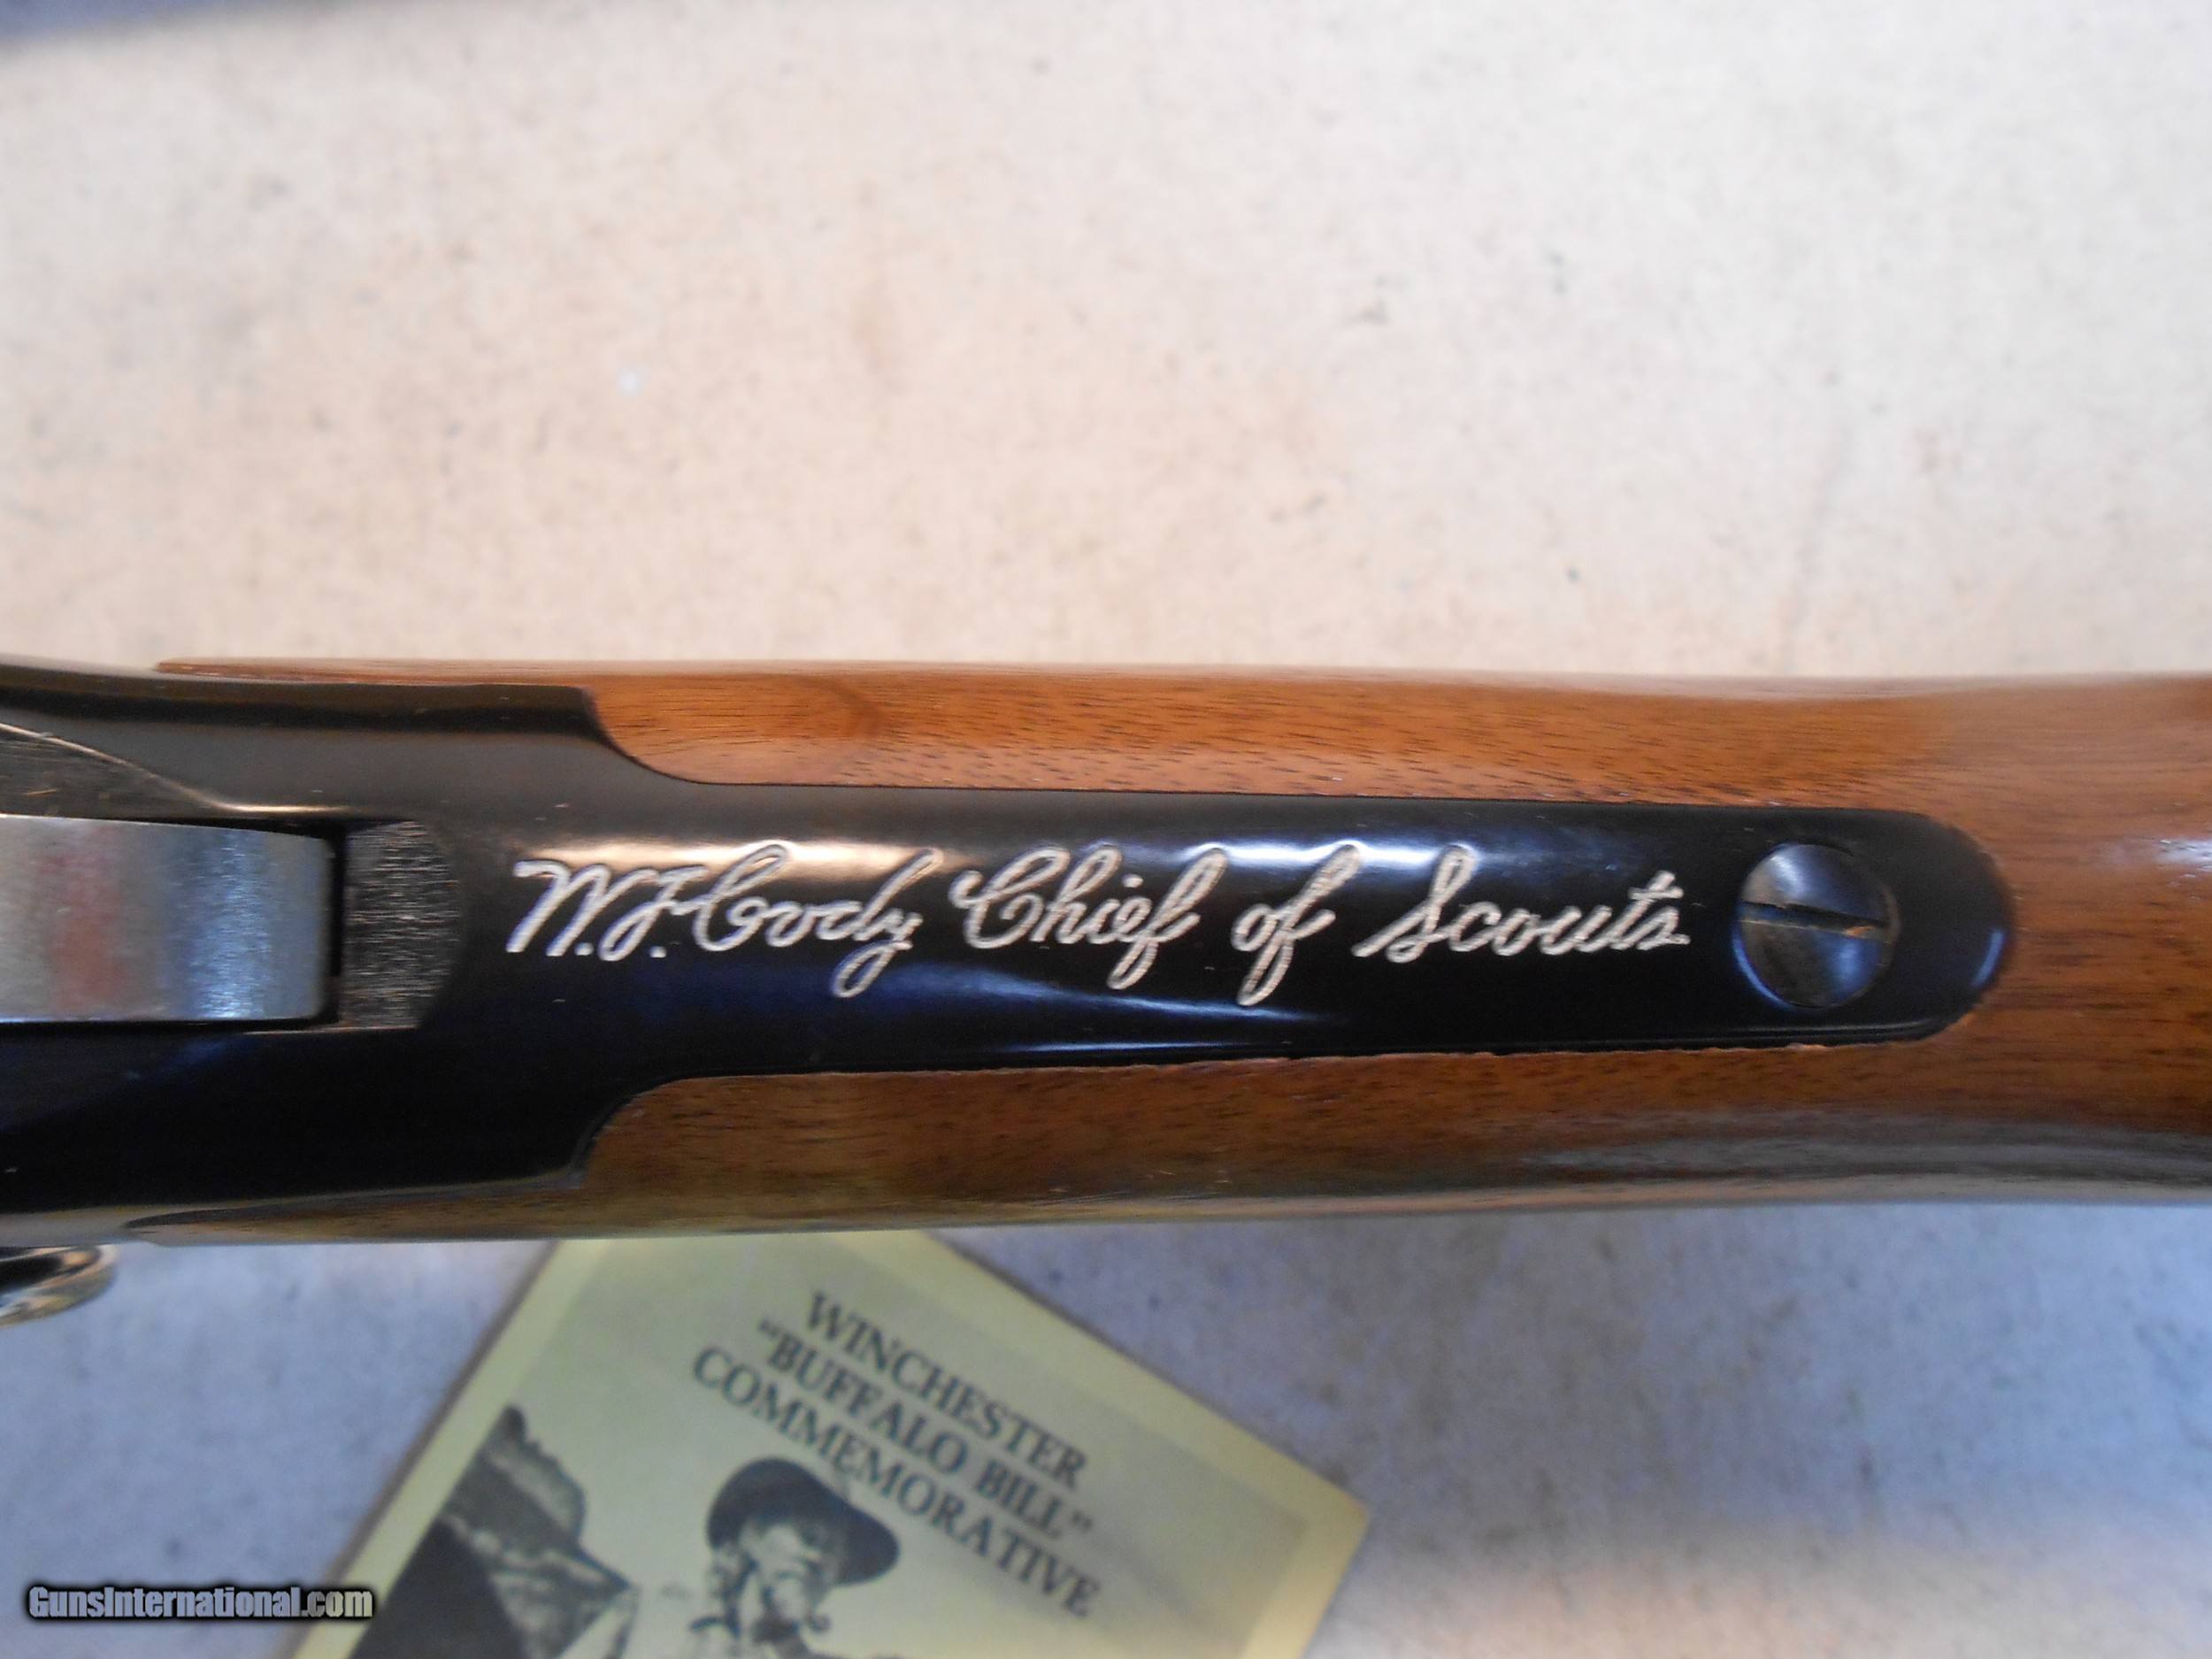 W.F. Cody Chief of Scouts
WINCHESTER
"BUFFALO BILL"
COMMEMORATIVE
GunsInternational.com